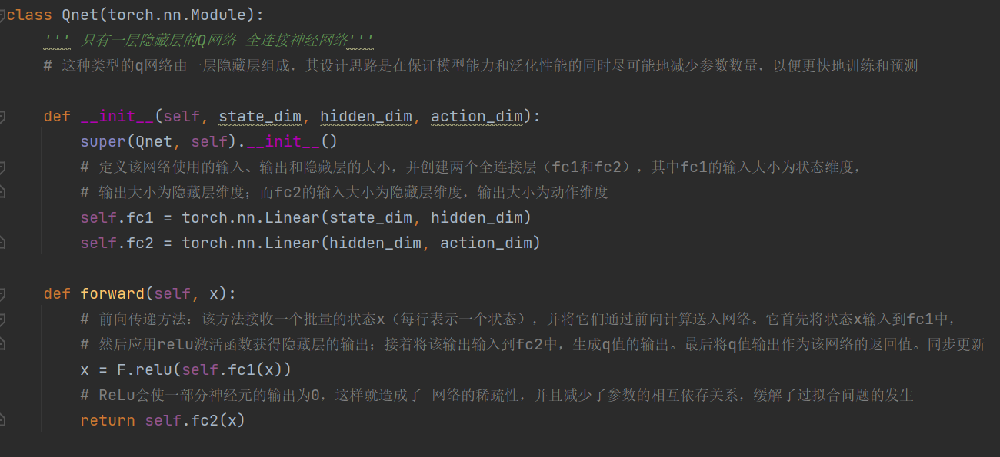 class Qnet(torch.nn.Module):
''' 只有一层隐藏层的Q网络 全连接神经网络'''
# 这种类型的q网络由一层隐藏层组成，其设计思路是在保证模型能力和泛化性能的同时尽可能地减少参数数量，以便更快地训练和预测
def __init__(self, state_dim, hidden_dim, action_dim):
super(Qnet, self).__init__()
# 定义该网络使用的输入、输出和隐藏层的大小，并创建两个全连接层（fc1和fc2），其中fc1的输入大小为状态维度，
# 输出大小为隐藏层维度；而fc2的输入大小为隐藏层维度，输出大小为动作维度
self.fc1 = torch.nn.Linear(state_dim, hidden_dim)
self.fc2 = torch.nn.Linear(hidden_dim, action_dim)
def forward(self, x):
# 前向传递方法：该方法接收一个批量的状态x（每行表示一个状态），并将它们通过前向计算送入网络。它首先将状态x输入到fc1中，
# 然后应用relu激活函数获得隐藏层的输出；接着将该输出输入到fc2中，生成q值的输出。最后将q值输出作为该网络的返回值。同步更新
x = F.relu(self.fc1(x))
# ReLu会使一部分神经元的输出为0，这样就造成了 网络的稀疏性，并且减少了参数的相互依存关系，缓解了过拟合问题的发生
return self.fc2(x)